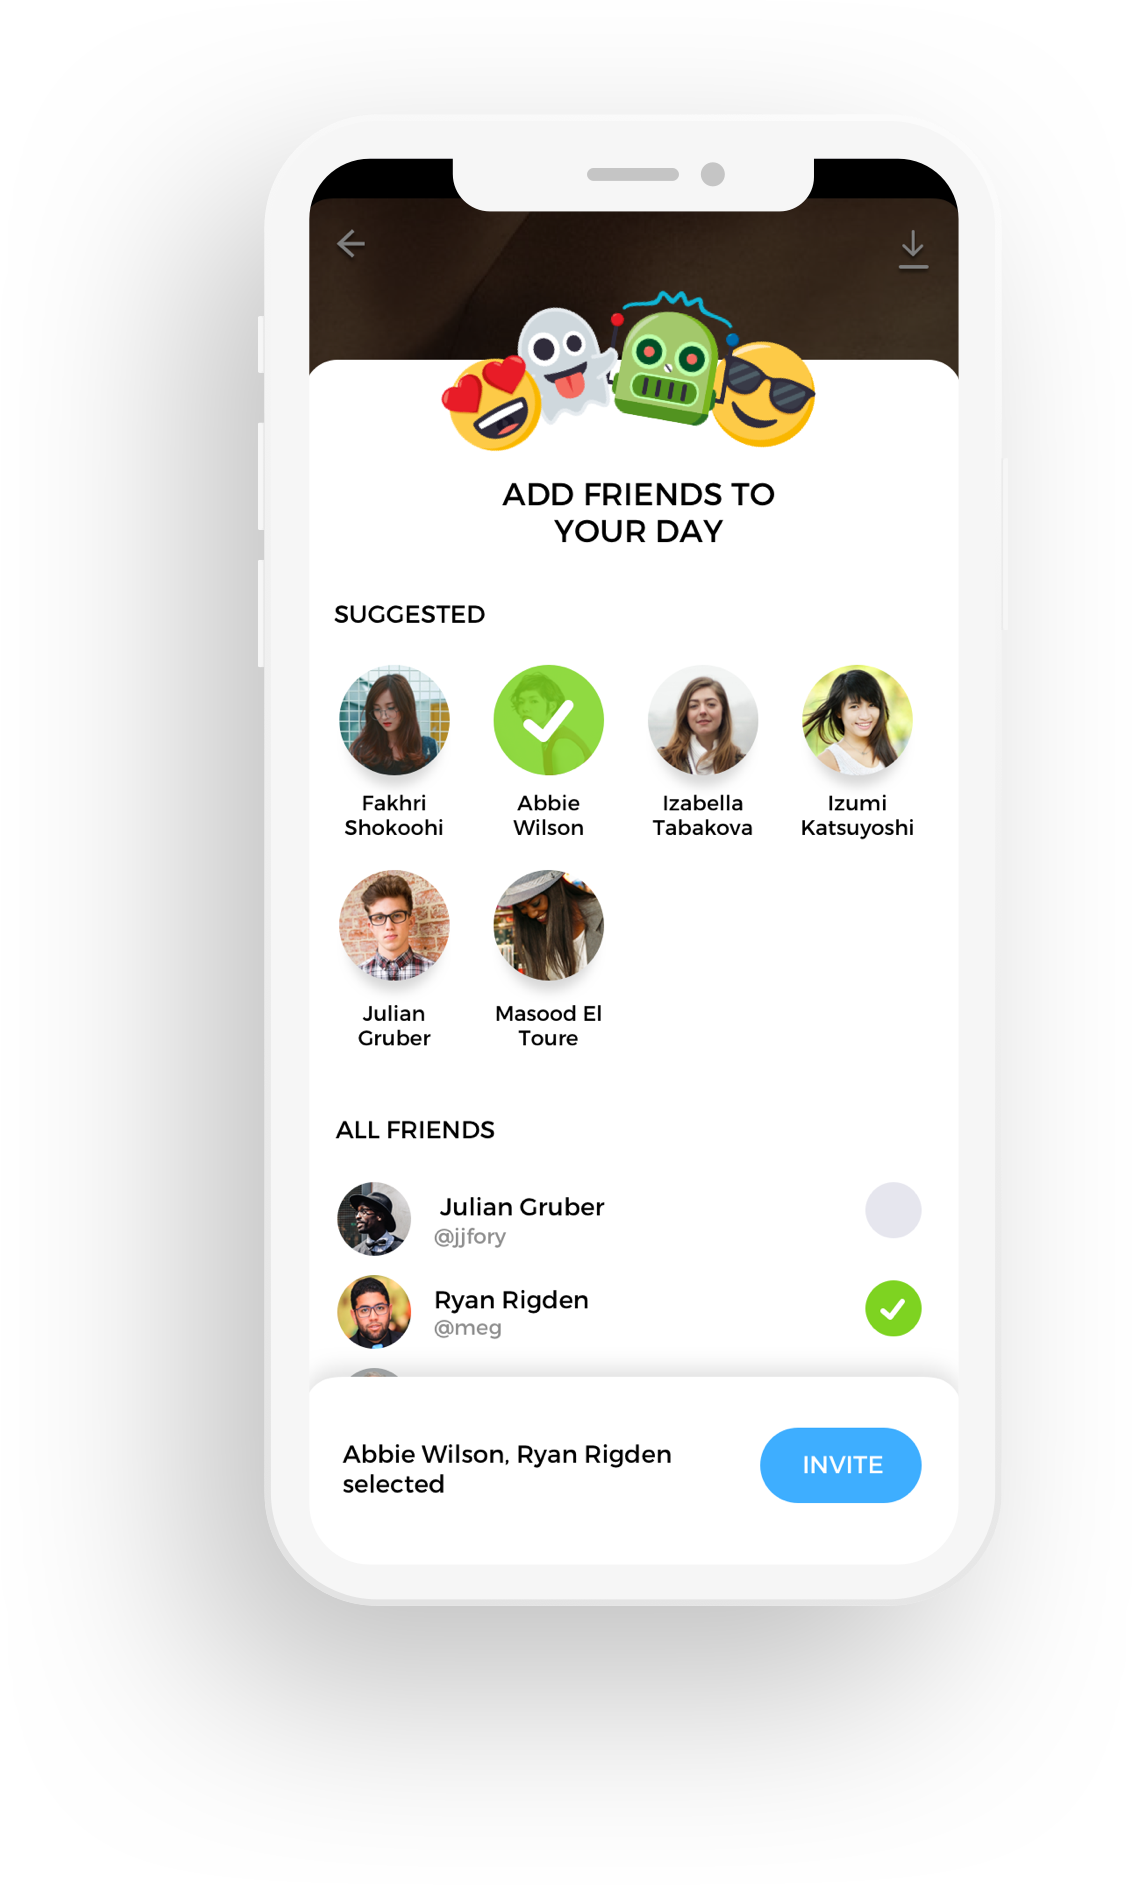 ADD FRIENDS TO
YOUR DAY
SUGGESTED
Fakhri
Shokoohi
Abbie
Wilson
Izabella
Tabakova
Izumi
Katsuyoshi
Julian
Gruber
Masood El
Toure
ALL FRIENDS
Julian Gruber
@jjfory
Ryan Rigden
@meg
Abbie Wilson, Ryan Rigden
selected
INVITE